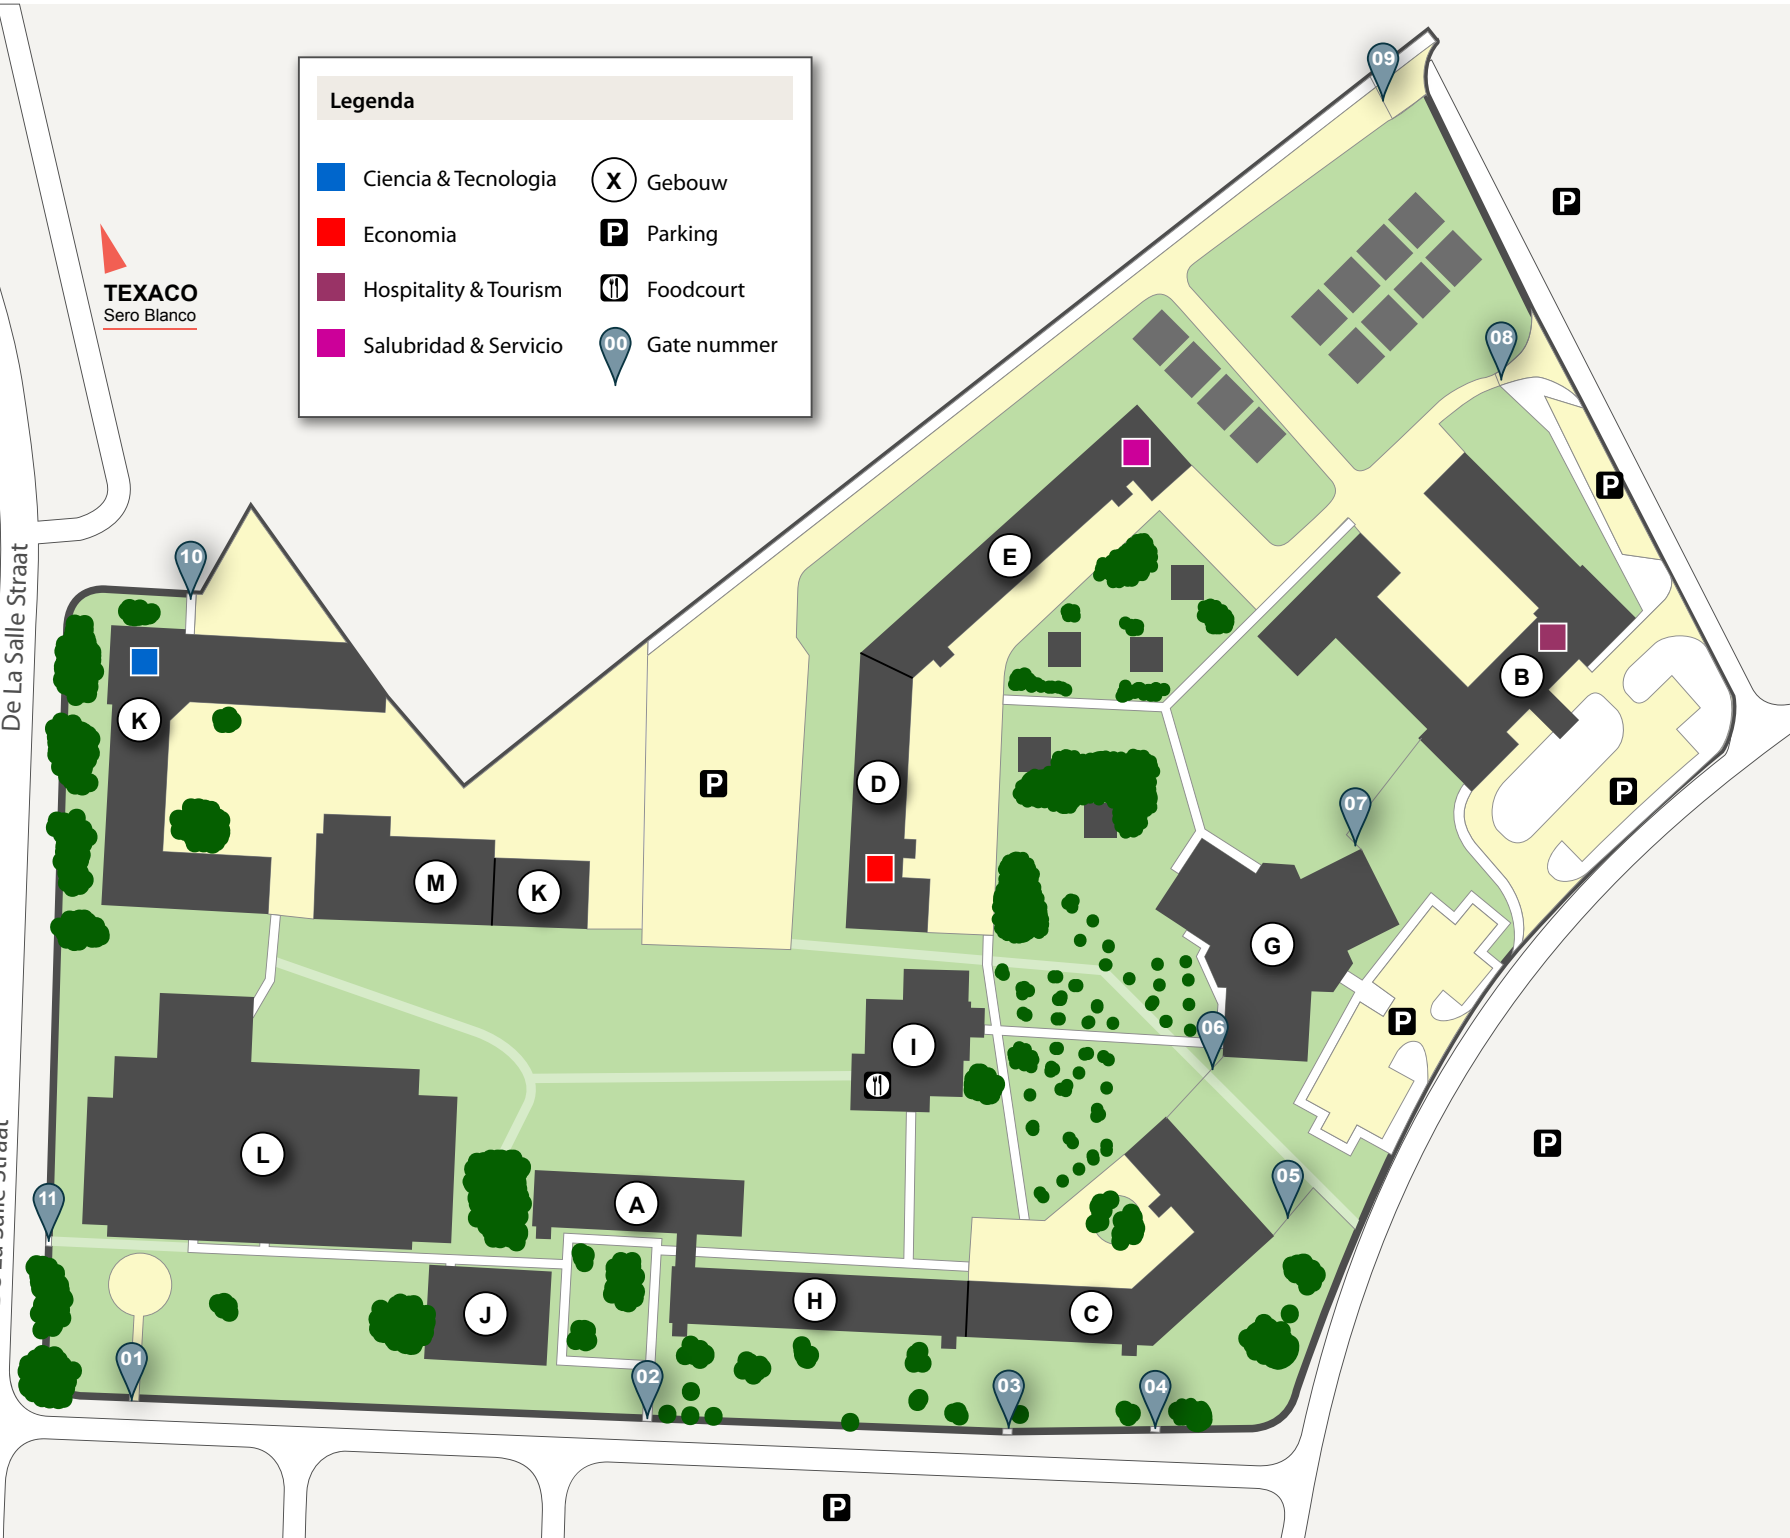 09
Legenda
Ciencia & Tecnologia
X Gebouw
Economia
P Parking
Hospitality & Tourism
Foodcourt
Salubridad & Servicio
00 Gate nummer
P
TEXACO
Sero Blanco
08
P
10
E
De La Salle Straat
B
K
P
D
P
07
M
K
G
P
06
I
P
L
05
11
A
H
C
J
01
02
03
04
P